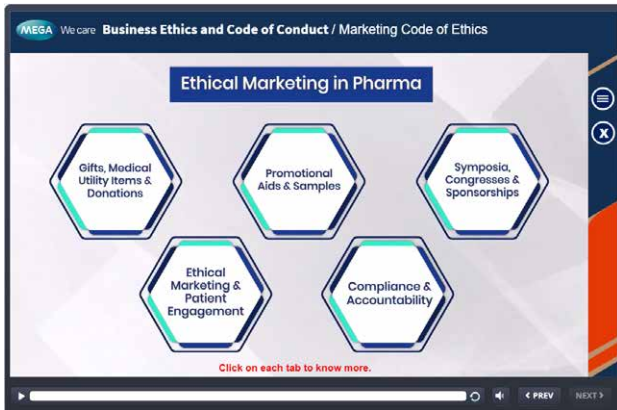 MEGA We care Business Ethics and Code of Conduct / Marketing Code of Ethics
Ethical Marketing in Pharma
Gifts, Medical
Utility Items &
Donations
Promotional
Aids & Samples
Symposia,
Congresses &
Sponsorships
Ethical
Marketing &
Patient
Engagement
Compliance &
Accountability
Click on each tab to know more.
X
< PREV
NEXT >